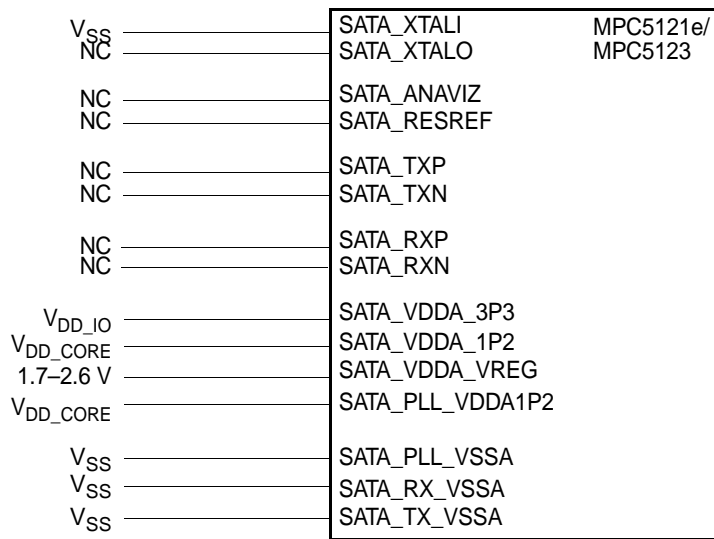 V_SS SATA_XTALI MPC5121e/
NC SATA_XTALO MPC5123
NC SATA_ANAVIZ
NC SATA_RESREF
NC SATA_TXP
NC SATA_TXN
NC SATA_RXP
NC SATA_RXN
V_DD_IO SATA_VDDA_3P3
V_DD_CORE SATA_VDDA_1P2
1.7–2.6 V SATA_VDDA_VREG
V_DD_CORE SATA_PLL_VDDA1P2
V_SS SATA_PLL_VSSA
V_SS SATA_RX_VSSA
V_SS SATA_TX_VSSA